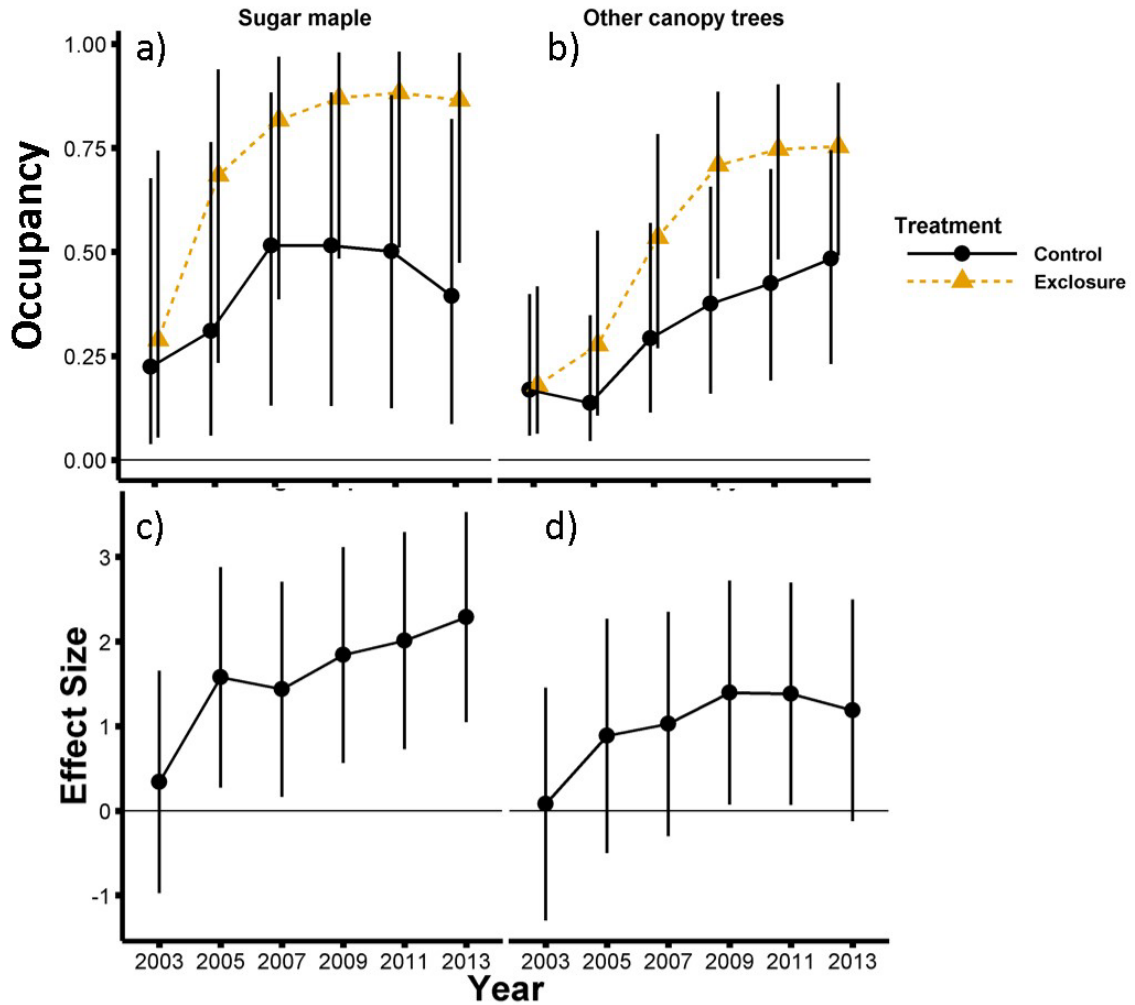 Sugar maple
Other canopy trees
a)
b)
1.00
0.75
0.50
0.25
0.00
Occupancy
Treatment
Control
Exclosure
c)
d)
3
2
1
0
-1
Effect Size
2003 2005 2007 2009 2011 2013
2003 2005 2007 2009 2011 2013
Year